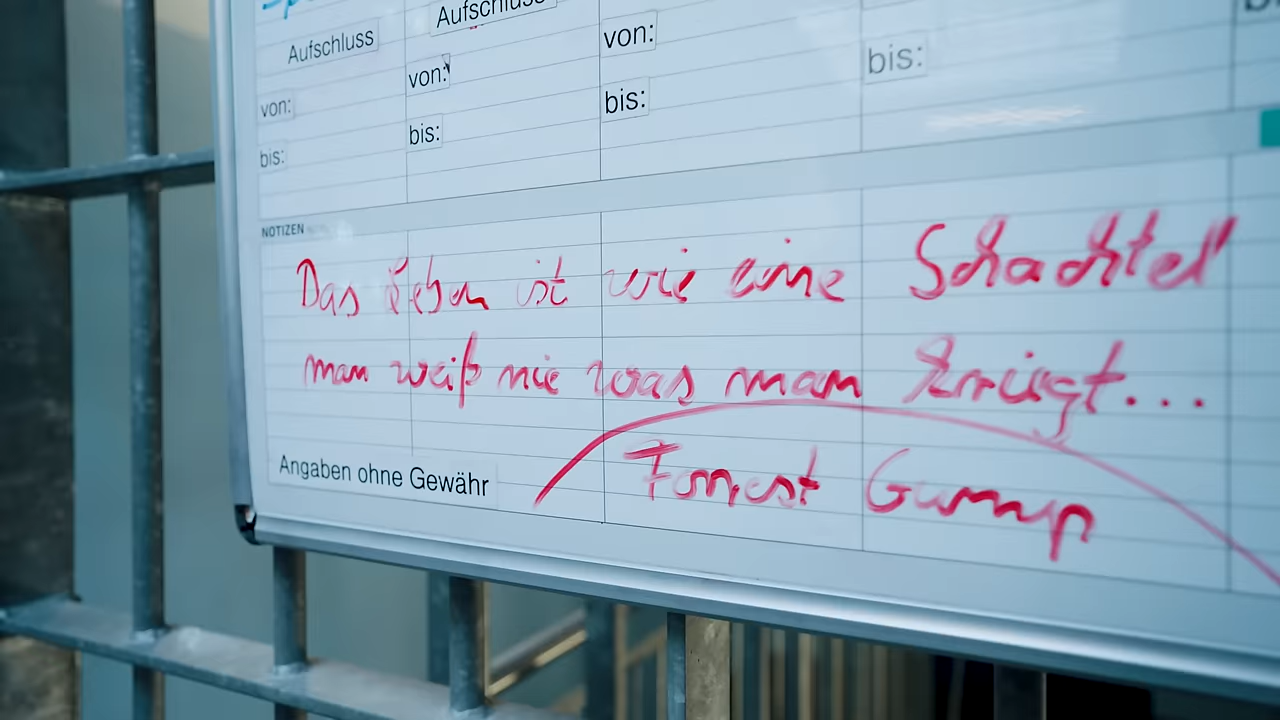 Aufschluss Aufschluss von:
von: von: bis: bis:
bis: bis:
NOTIZEN
Das Leben ist wie eine Schachtel
man weiß nie was man kriegt...
Angaben ohne Gewähr
Forrest Gump